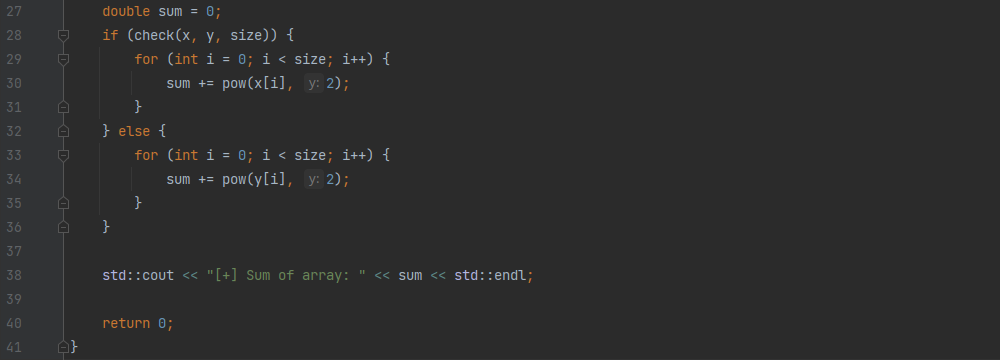 27 double sum = 0;
28 if (check(x, y, size)) {
29 for (int i = 0; i < size; i++) {
30 sum += pow(x[i], y: 2);
31 }
32 } else {
33 for (int i = 0; i < size; i++) {
34 sum += pow(y[i], y: 2);
35 }
36 }
37
38 std::cout << "[+] Sum of array: " << sum << std::endl;
39
40 return 0;
41 }